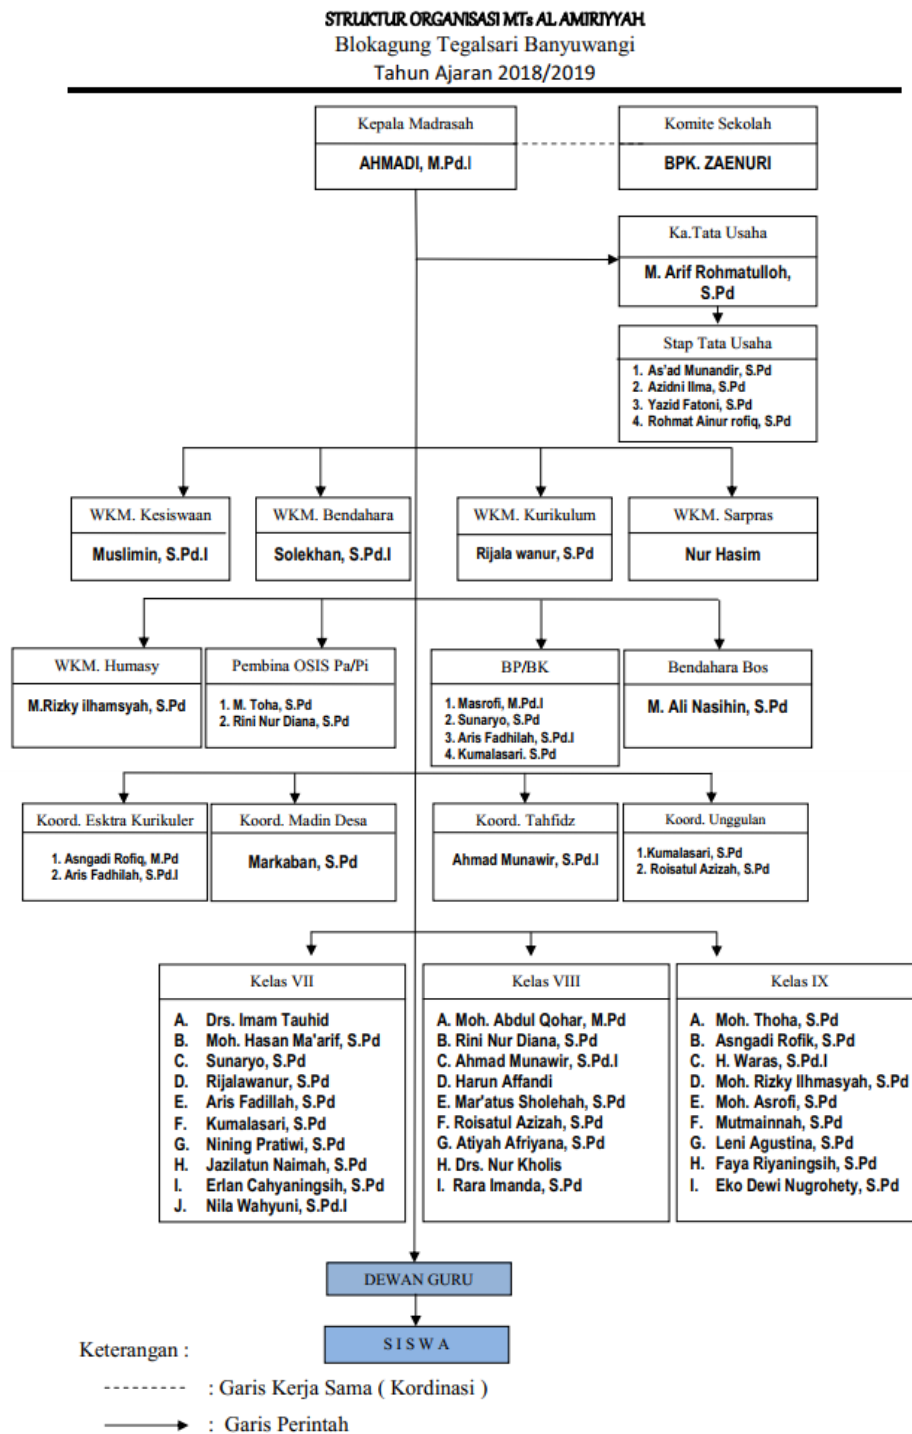 STRUKTUR ORGANISASI MTs AL AMIRIYYAH
Blokagung Tegalsari Banyuwangi
Tahun Ajaran 2018/2019
Kepala Madrasah
AHMADI, M.Pd.I
Komite Sekolah
BPK. ZAENURI
Ka.Tata Usaha
M. Arif Rohmatulloh,
S.Pd
Stap Tata Usaha
1. As'ad Munandir, S.Pd
2. Azidni Ilma, S.Pd
3. Yazid Fatoni, S.Pd
4. Rohmat Ainur rofiq, S.Pd
WKM. Kesiswaan
Muslimin, S.Pd.I
WKM. Bendahara
Solekhan, S.Pd.I
WKM. Kurikulum
Rijala wanur, S.Pd
WKM. Sarpras
Nur Hasim
WKM. Humasy
M.Rizky ilhamsyah, S.Pd
Pembina OSIS Pa/Pi
1. M. Toha, S.Pd
2. Rini Nur Diana, S.Pd
BP/BK
1. Masrofi, M.Pd.I
2. Sunaryo, S.Pd
3. Aris Fadhilah, S.Pd.I
4. Kumalasari. S.Pd
Bendahara Bos
M. Ali Nasihin, S.Pd
Koord. Esktra Kurikuler
1. Asngadi Rofiq, M.Pd
2. Aris Fadhilah, S.Pd.I
Koord. Madin Desa
Markaban, S.Pd
Koord. Tahfidz
Ahmad Munawir, S.Pd.I
Koord. Unggulan
1.Kumalasari, S.Pd
2. Roisatul Azizah, S.Pd
Kelas VII
A. Drs. Imam Tauhid
B. Moh. Hasan Ma'arif, S.Pd
C. Sunaryo, S.Pd
D. Rijalawanur, S.Pd
E. Aris Fadillah, S.Pd
F. Kumalasari, S.Pd
G. Nining Pratiwi, S.Pd
H. Jazilatun Naimah, S.Pd
I. Erlan Cahyaningsih, S.Pd
J. Nila Wahyuni, S.Pd.I
Kelas VIII
A. Moh. Abdul Qohar, M.Pd
B. Rini Nur Diana, S.Pd
C. Ahmad Munawir, S.Pd.I
D. Harun Affandi
E. Mar'atus Sholehah, S.Pd
F. Roisatul Azizah, S.Pd
G. Atiyah Afriyana, S.Pd
H. Drs. Nur Kholis
I. Rara Imanda, S.Pd
Kelas IX
A. Moh. Thoha, S.Pd
B. Asngadi Rofik, S.Pd
C. H. Waras, S.Pd.I
D. Moh. Rizky Ilhmasyah, S.Pd
E. Moh. Asrofi, S.Pd
F. Mutmainnah, S.Pd
G. Leni Agustina, S.Pd
H. Faya Riyaningsih, S.Pd
I. Eko Dewi Nugrohety, S.Pd
DEWAN GURU
S I S W A
Keterangan :
: Garis Kerja Sama ( Kordinasi )
: Garis Perintah